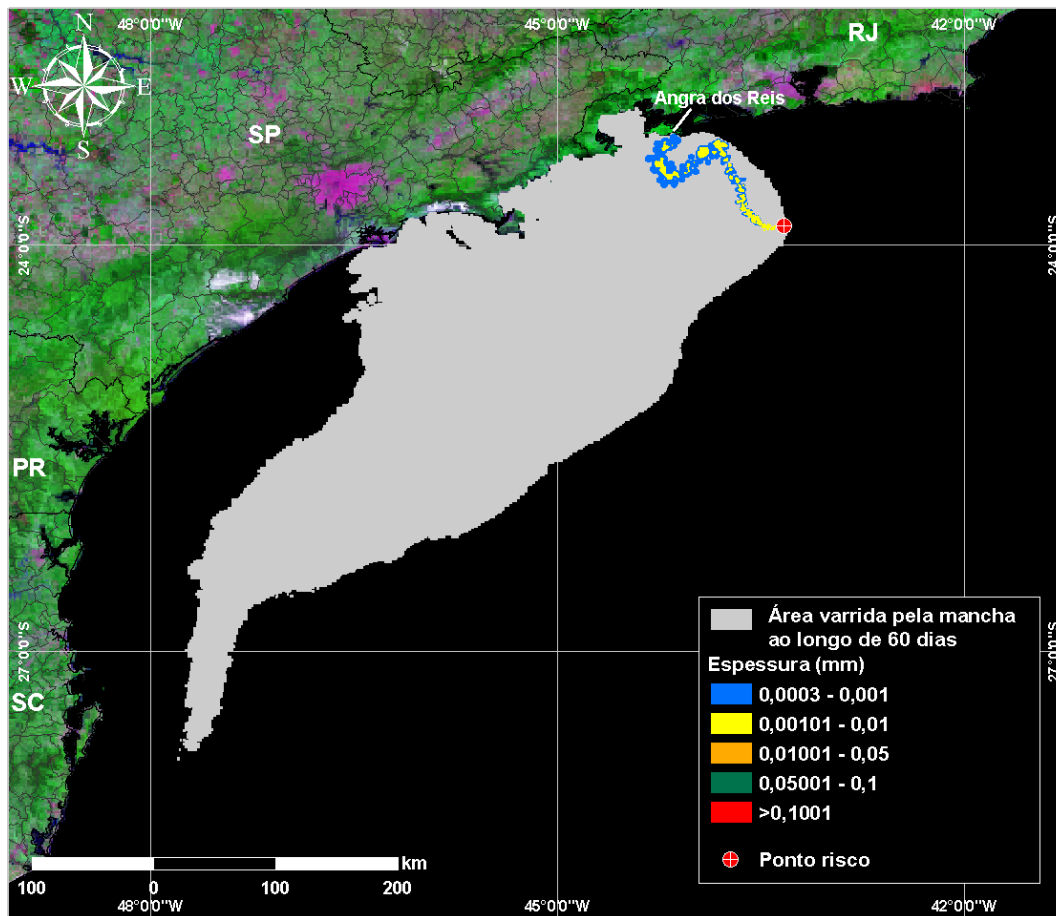 48°0'0"W
45°0'0"W
42°0'0"W
N
W
E
S
RJ
Angra dos Reis
SP
24°0'0"S
24°0'0"S
PR
27°0'0"S
27°0'0"S
SC
Área varrida pela mancha
ao longo de 60 dias
Espessura (mm)
0,0003 - 0,001
0,00101 - 0,01
0,01001 - 0,05
0,05001 - 0,1
>0,1001
Ponto risco
km
100
0
100
200
48°0'0"W
45°0'0"W
42°0'0"W